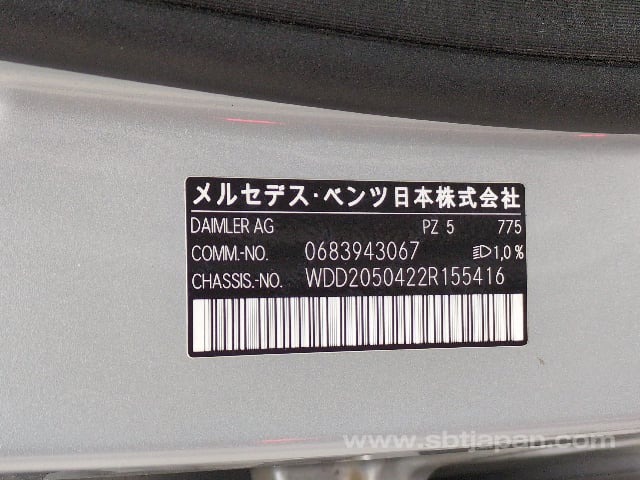 メルセデス・ベンツ日本株式会社
DAIMLER AG PZ 5 775
COMM.-NO. 0683943067 1,0 %
CHASSIS.-NO. WDD2050422R155416
www.sbtjapan.com